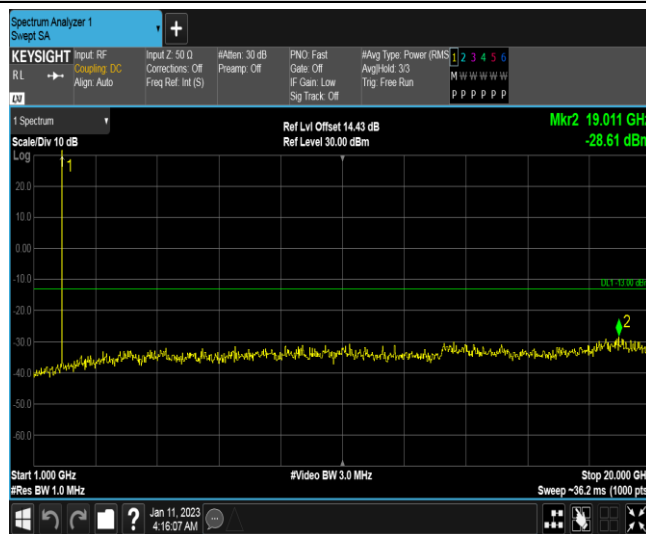 Spectrum Analyzer 1
Swept SA
+
KEYSIGHT Input: RF Input Z: 50 Ω #Atten: 30 dB PNO: Fast #Avg Type: Power (RMS 1 2 3 4 5 6
RL Coupling: DC Corrections: Off Preamp: Off Gate: Off Avg|Hold: 3/3 M W W W W W
Align: Auto Freq Ref: Int (S) IF Gain: Low Trig: Free Run
Sig Track: Off P P P P P P
LXI
1 Spectrum Ref Lvl Offset 14.43 dB Mkr2 19.011 GHz
Scale/Div 10 dB Ref Level 30.00 dBm -28.61 dBm
Log
1
20.0
10.0
0.00
-10.0
DL1 -13.00 dBm
-20.0
2
-30.0
-40.0
-50.0
-60.0
Start 1.000 GHz #Video BW 3.0 MHz Stop 20.000 GHz
#Res BW 1.0 MHz Sweep ~36.2 ms (1000 pts
? Jan 11, 2023
4:16:07 AM